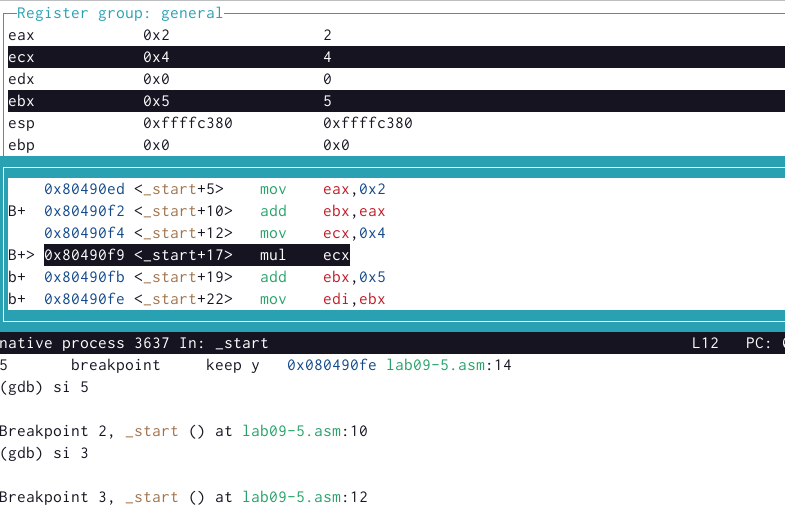 Register group: general
eax 0x2 2
ecx 0x4 4
edx 0x0 0
ebx 0x5 5
esp 0xffffc380 0xffffc380
ebp 0x0 0x0
0x80490ed <_start+5> mov eax,0x2
B+ 0x80490f2 <_start+10> add ebx,eax
0x80490f4 <_start+12> mov ecx,0x4
B+> 0x80490f9 <_start+17> mul ecx
b+ 0x80490fb <_start+19> add ebx,0x5
b+ 0x80490fe <_start+22> mov edi,ebx
native process 3637 In: _start L12 PC:
5 breakpoint keep y 0x080490fe lab09-5.asm:14
(gdb) si 5
Breakpoint 2, _start () at lab09-5.asm:10
(gdb) si 3
Breakpoint 3, _start () at lab09-5.asm:12